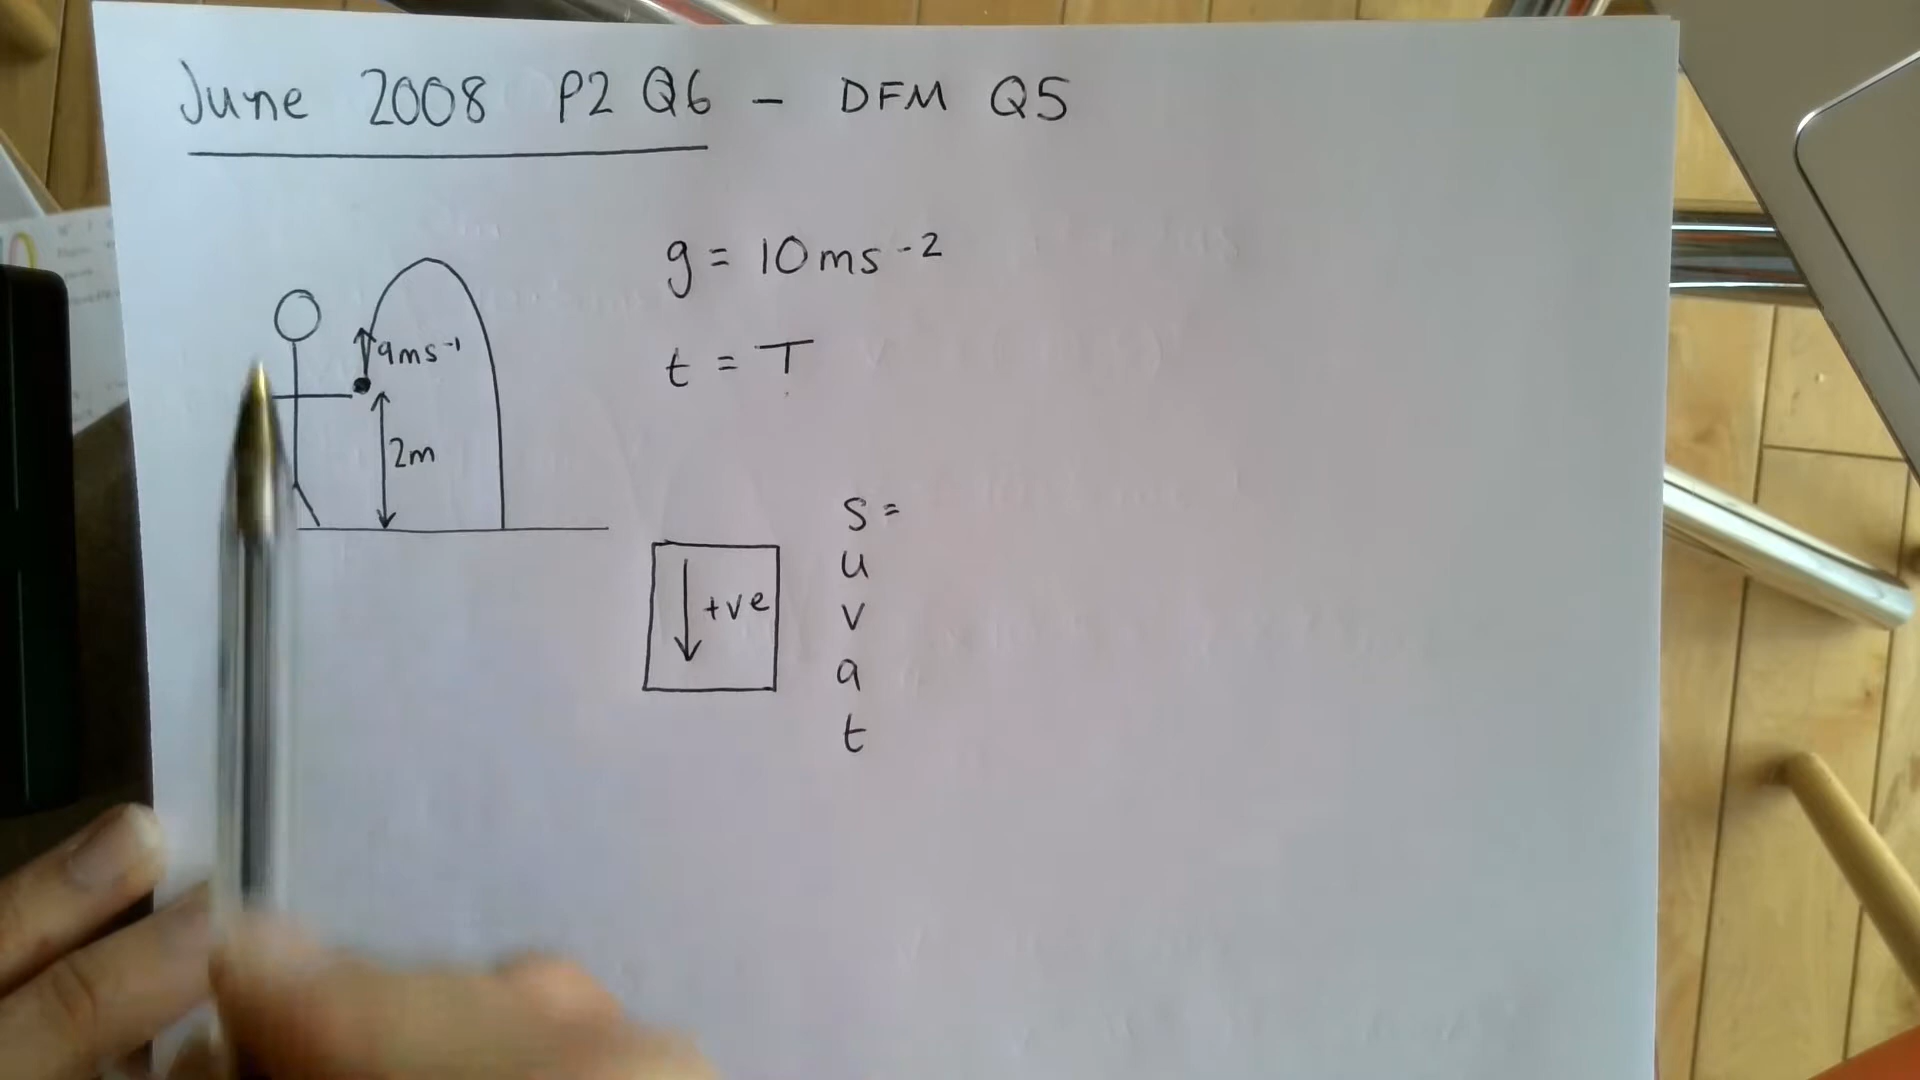 June 2008 P2 Q6 - DFM Q5
g = 10ms⁻²
9ms⁻¹
t = T
2m
s =
u
+ve
v
a
t